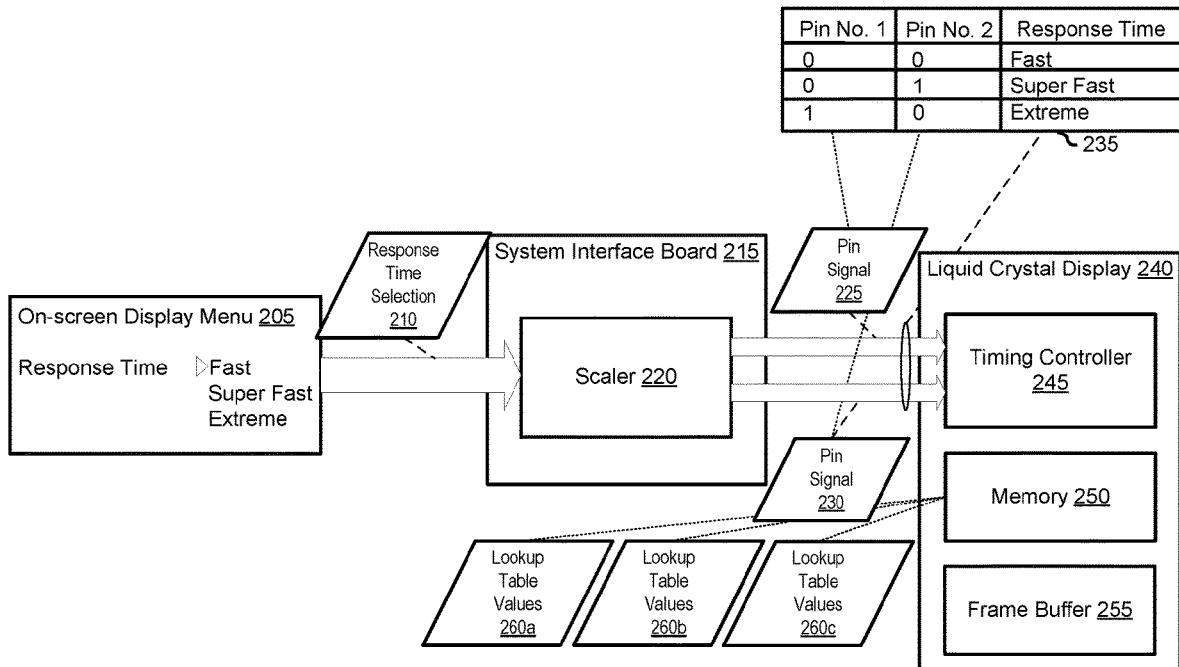 Pin No. 1 Pin No. 2 Response Time
0 0 Fast
0 1 Super Fast
1 0 Extreme
235
Response
Time
Selection
210
System Interface Board 215
Pin
Signal
225
Liquid Crystal Display 240
On-screen Display Menu 205
Response Time Fast
Super Fast
Extreme
Scaler 220
Timing Controller
245
Pin
Signal
230
Memory 250
Lookup
Table
Values
260a
Lookup
Table
Values
260b
Lookup
Table
Values
260c
Frame Buffer 255